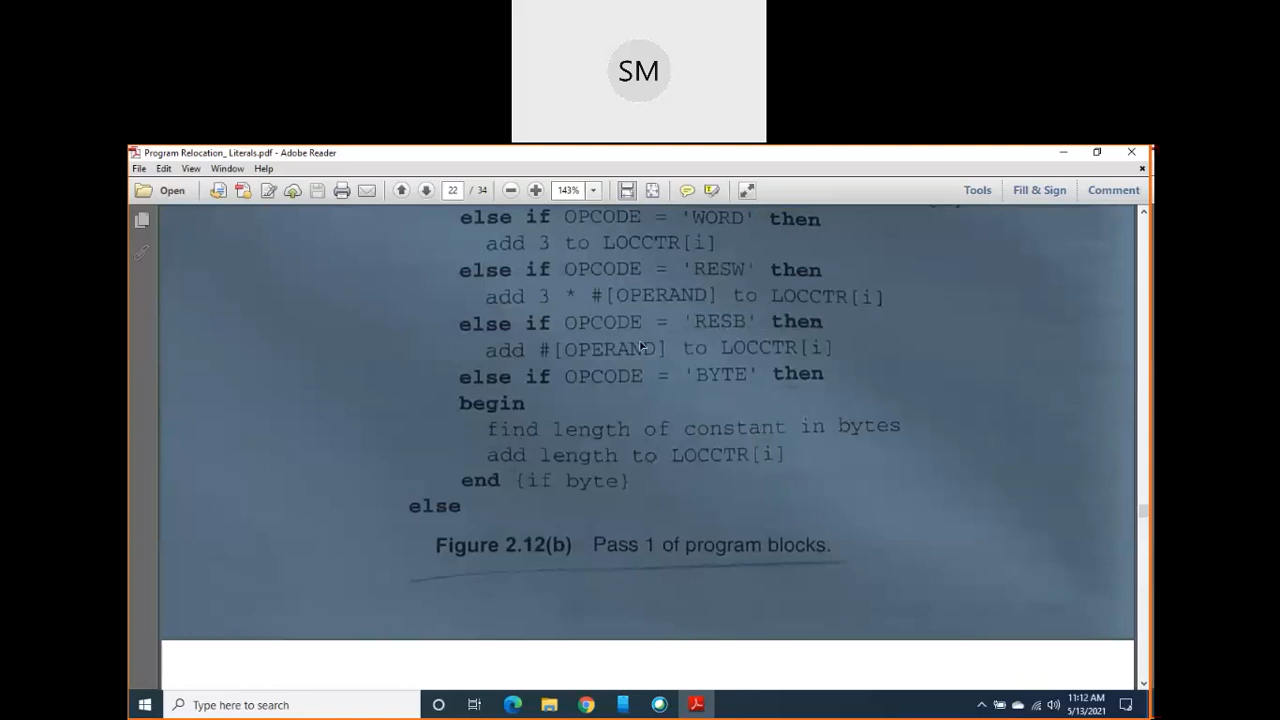 SM
Program Relocation_ Literals.pdf - Adobe Reader
File Edit View Window Help
Open 22 / 34 143% Tools Fill & Sign Comment
else if OPCODE = 'WORD' then
add 3 to LOCCTR[i]
else if OPCODE = 'RESW' then
add 3 * #[OPERAND] to LOCCTR[i]
else if OPCODE = 'RESB' then
add #[OPERAND] to LOCCTR[i]
else if OPCODE = 'BYTE' then
begin
find length of constant in bytes
add length to LOCCTR[i]
end {if byte}
else
Figure 2.12(b) Pass 1 of program blocks.
Type here to search
11:12 AM
5/13/2021